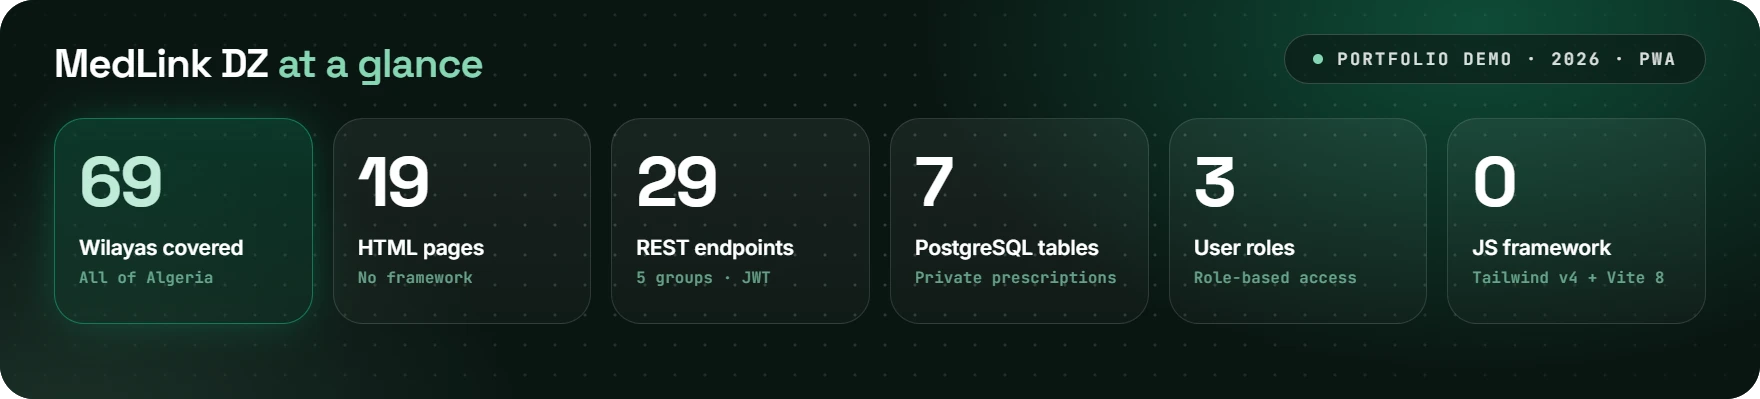 MedLink DZ at a glance
PORTFOLIO DEMO · 2026 · PWA
69
Wilayas covered
All of Algeria
19
HTML pages
No framework
29
REST endpoints
5 groups · JWT
7
PostgreSQL tables
Private prescriptions
3
User roles
Role-based access
0
JS framework
Tailwind v4 + Vite 8